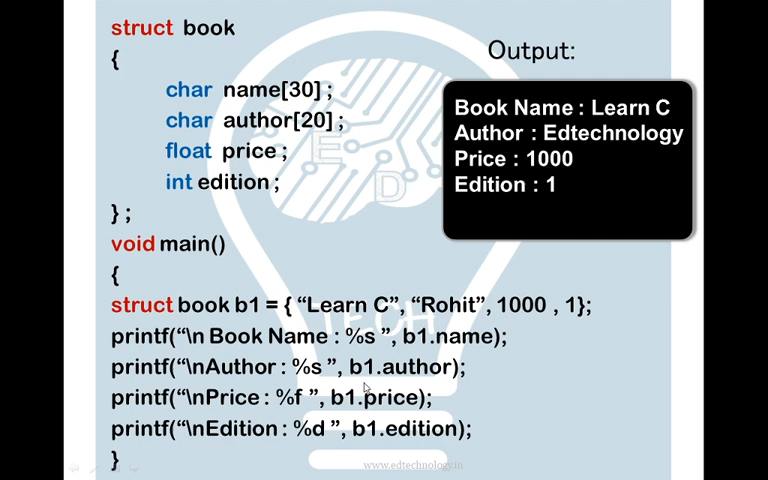 struct book
{
char name[30] ;
char author[20] ;
float price ;
int edition ;
} ;
void main()
{
struct book b1 = { “Learn C”, “Rohit”, 1000 , 1};
printf(“\n Book Name : %s ”, b1.name);
printf(“\nAuthor : %s ”, b1.author);
printf(“\nPrice : %f ”, b1.price);
printf(“\nEdition : %d ”, b1.edition);
}
Output:
Book Name : Learn C
Author : Edtechnology
Price : 1000
Edition : 1
E
D
TECH
www.edtechnology.in